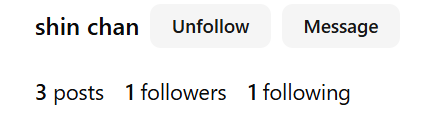 shin chan Unfollow Message
3 posts 1 followers 1 following